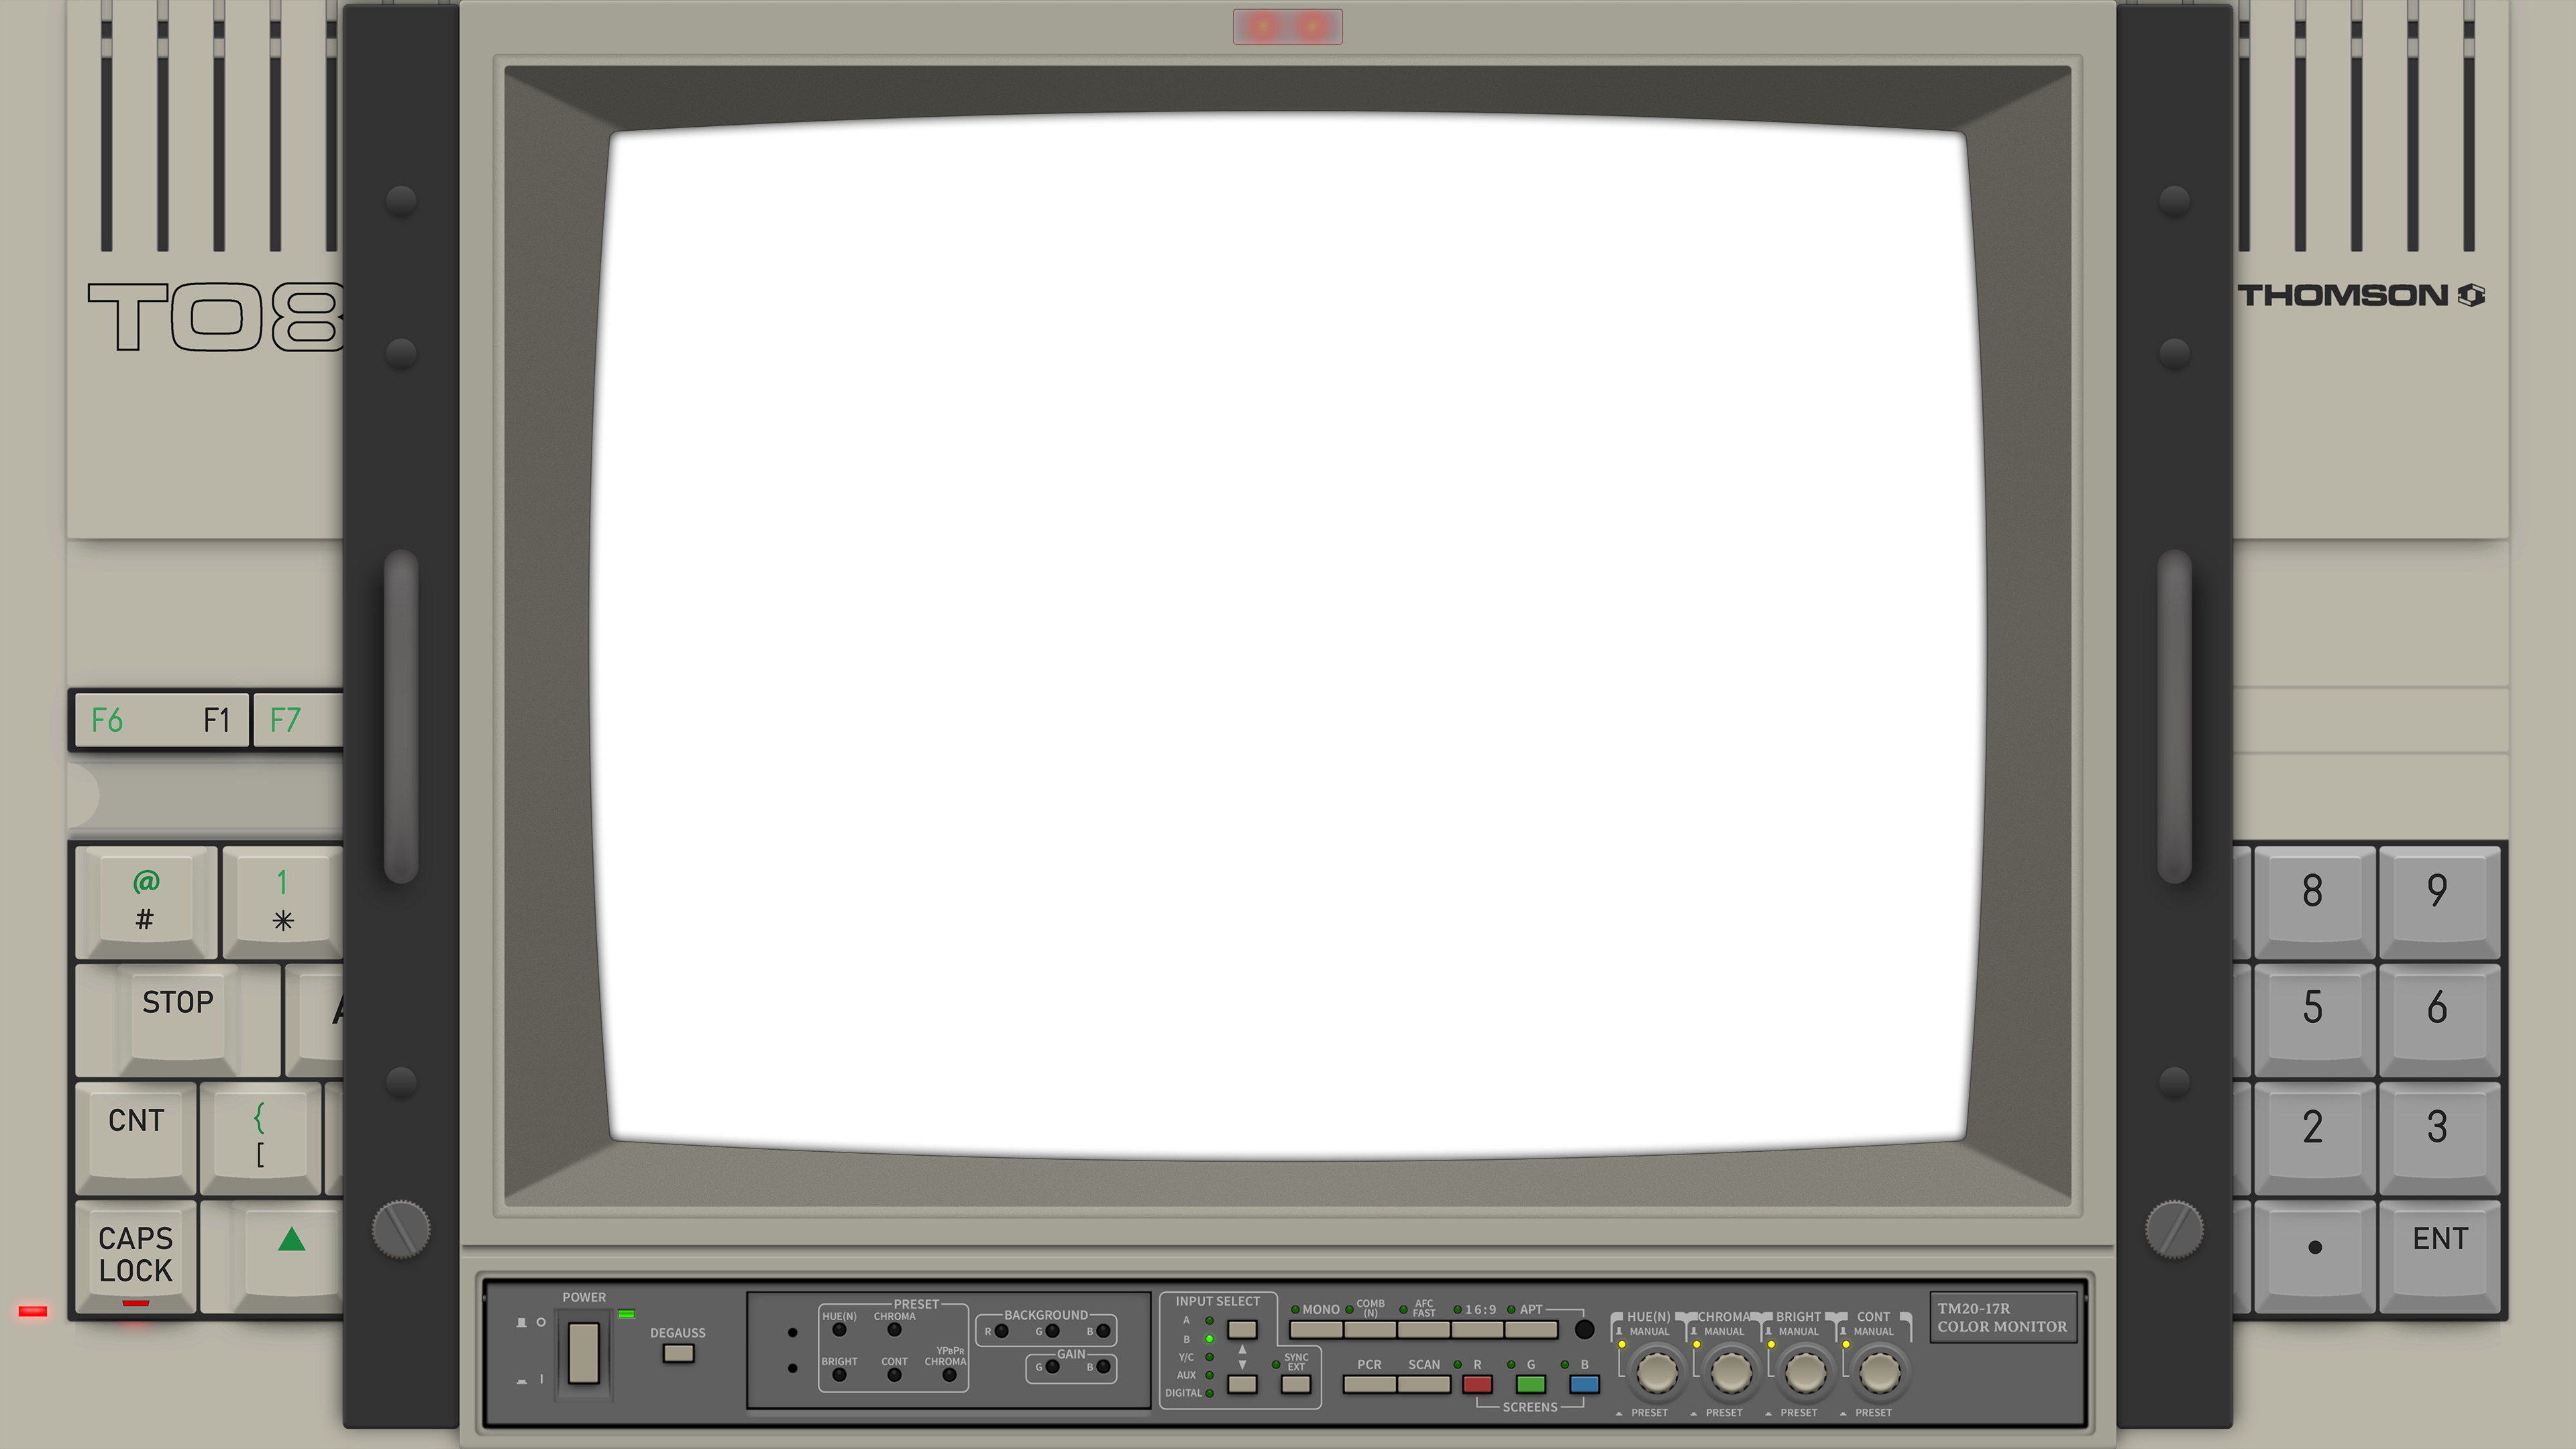 TO8
THOMSON
F6 F1 F7
@
#
1
*
8 9
STOP A
5 6
CNT
{
[
2 3
CAPS
LOCK
▲
• ENT
POWER
DEGAUSS
PRESET
HUE(N) CHROMA
BRIGHT CONT YPBPR
CHROMA
BACKGROUND
R G B
GAIN
G B
INPUT SELECT
A
B
Y/C
AUX
DIGITAL
SYNC
EXT
MONO COMB
(N) AFC
FAST 16:9 APT
PCR SCAN R G B
SCREENS
HUE(N) CHROMA BRIGHT CONT
MANUAL MANUAL MANUAL MANUAL
PRESET PRESET PRESET PRESET
TM20-17R
COLOR MONITOR